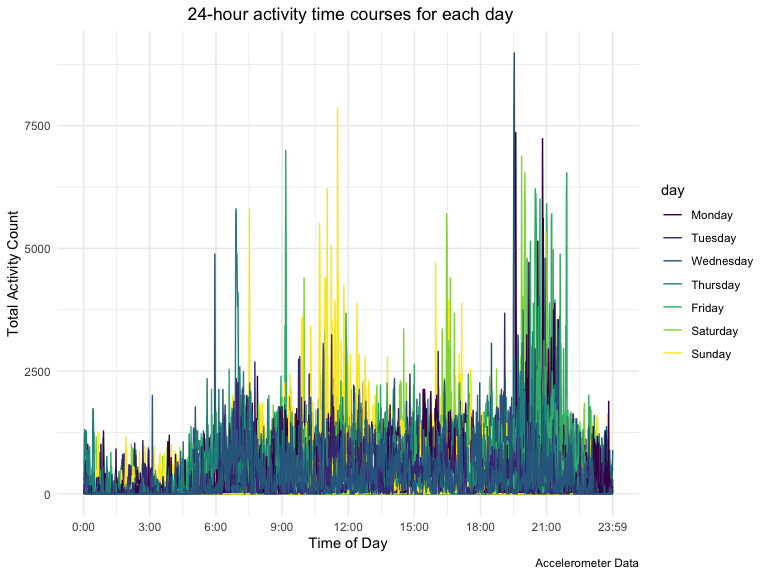 24-hour activity time courses for each day
Total Activity Count
7500
5000
2500
0
0:00 3:00 6:00 9:00 12:00 15:00 18:00 21:00 23:59
Time of Day
day
Monday
Tuesday
Wednesday
Thursday
Friday
Saturday
Sunday
Accelerometer Data